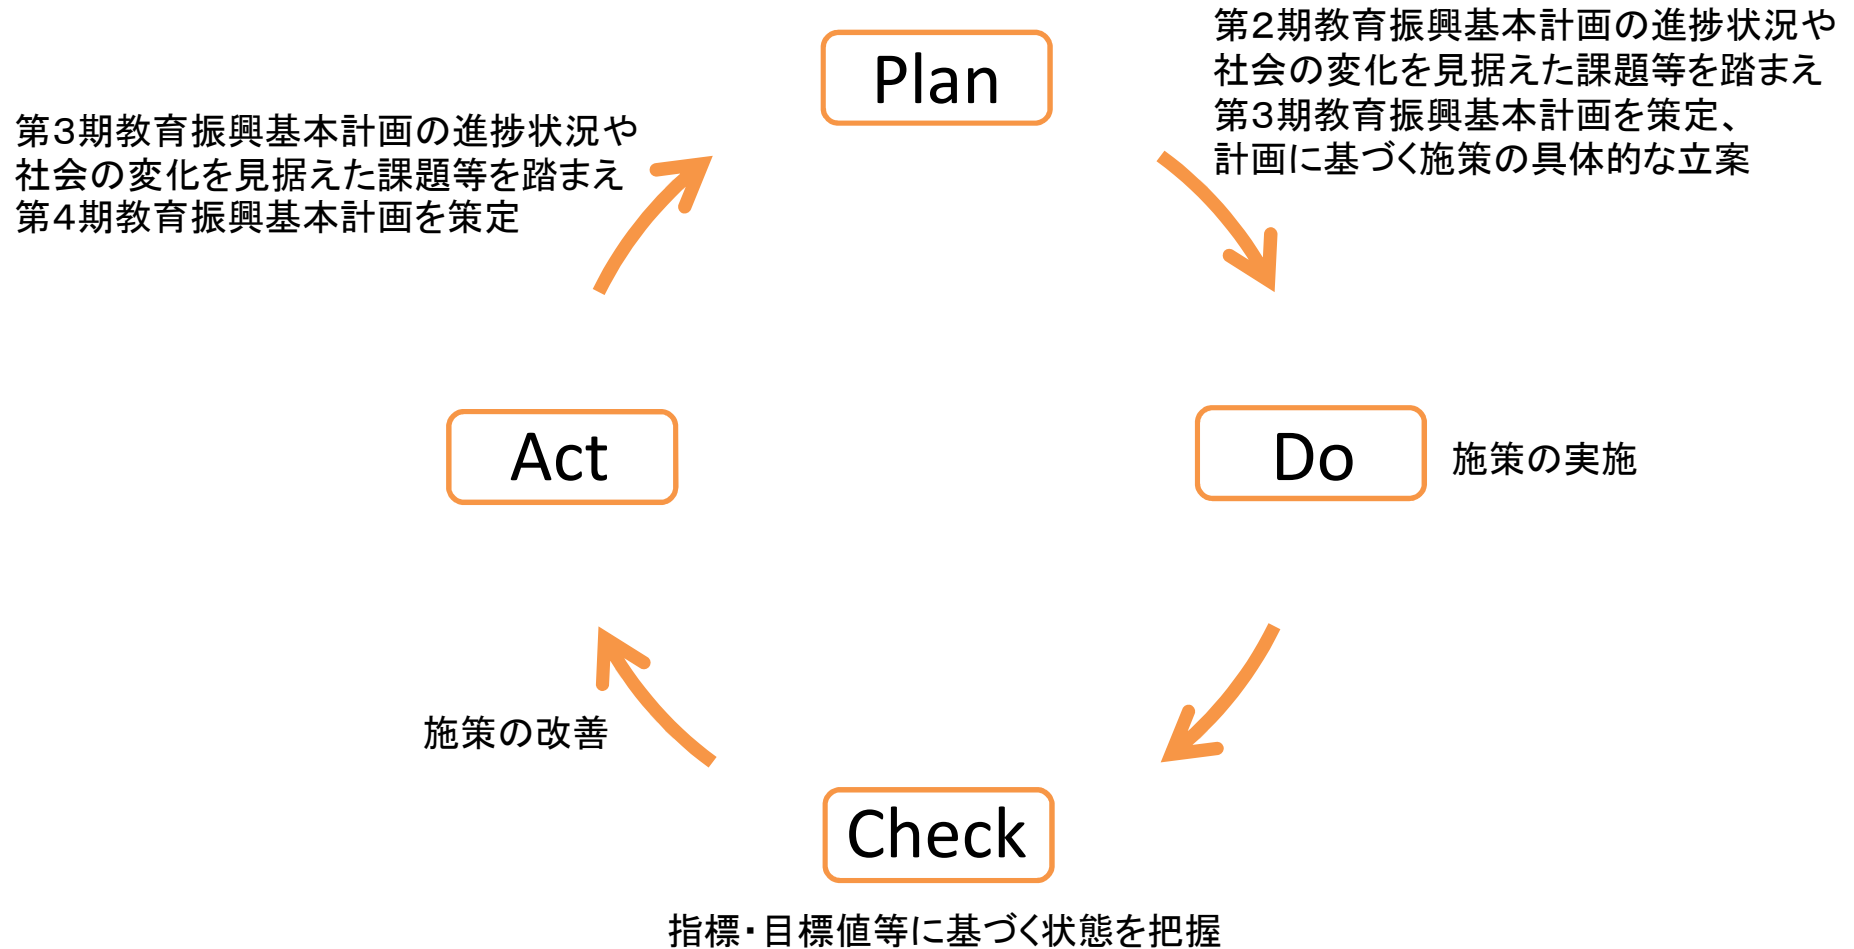 Plan
第２期教育振興基本計画の進捗状況や
社会の変化を見据えた課題等を踏まえ
第３期教育振興基本計画を策定、
計画に基づく施策の具体的な立案
第３期教育振興基本計画の進捗状況や
社会の変化を見据えた課題等を踏まえ
第４期教育振興基本計画を策定
Act
Do
施策の実施
施策の改善
Check
指標・目標値等に基づく状態を把握